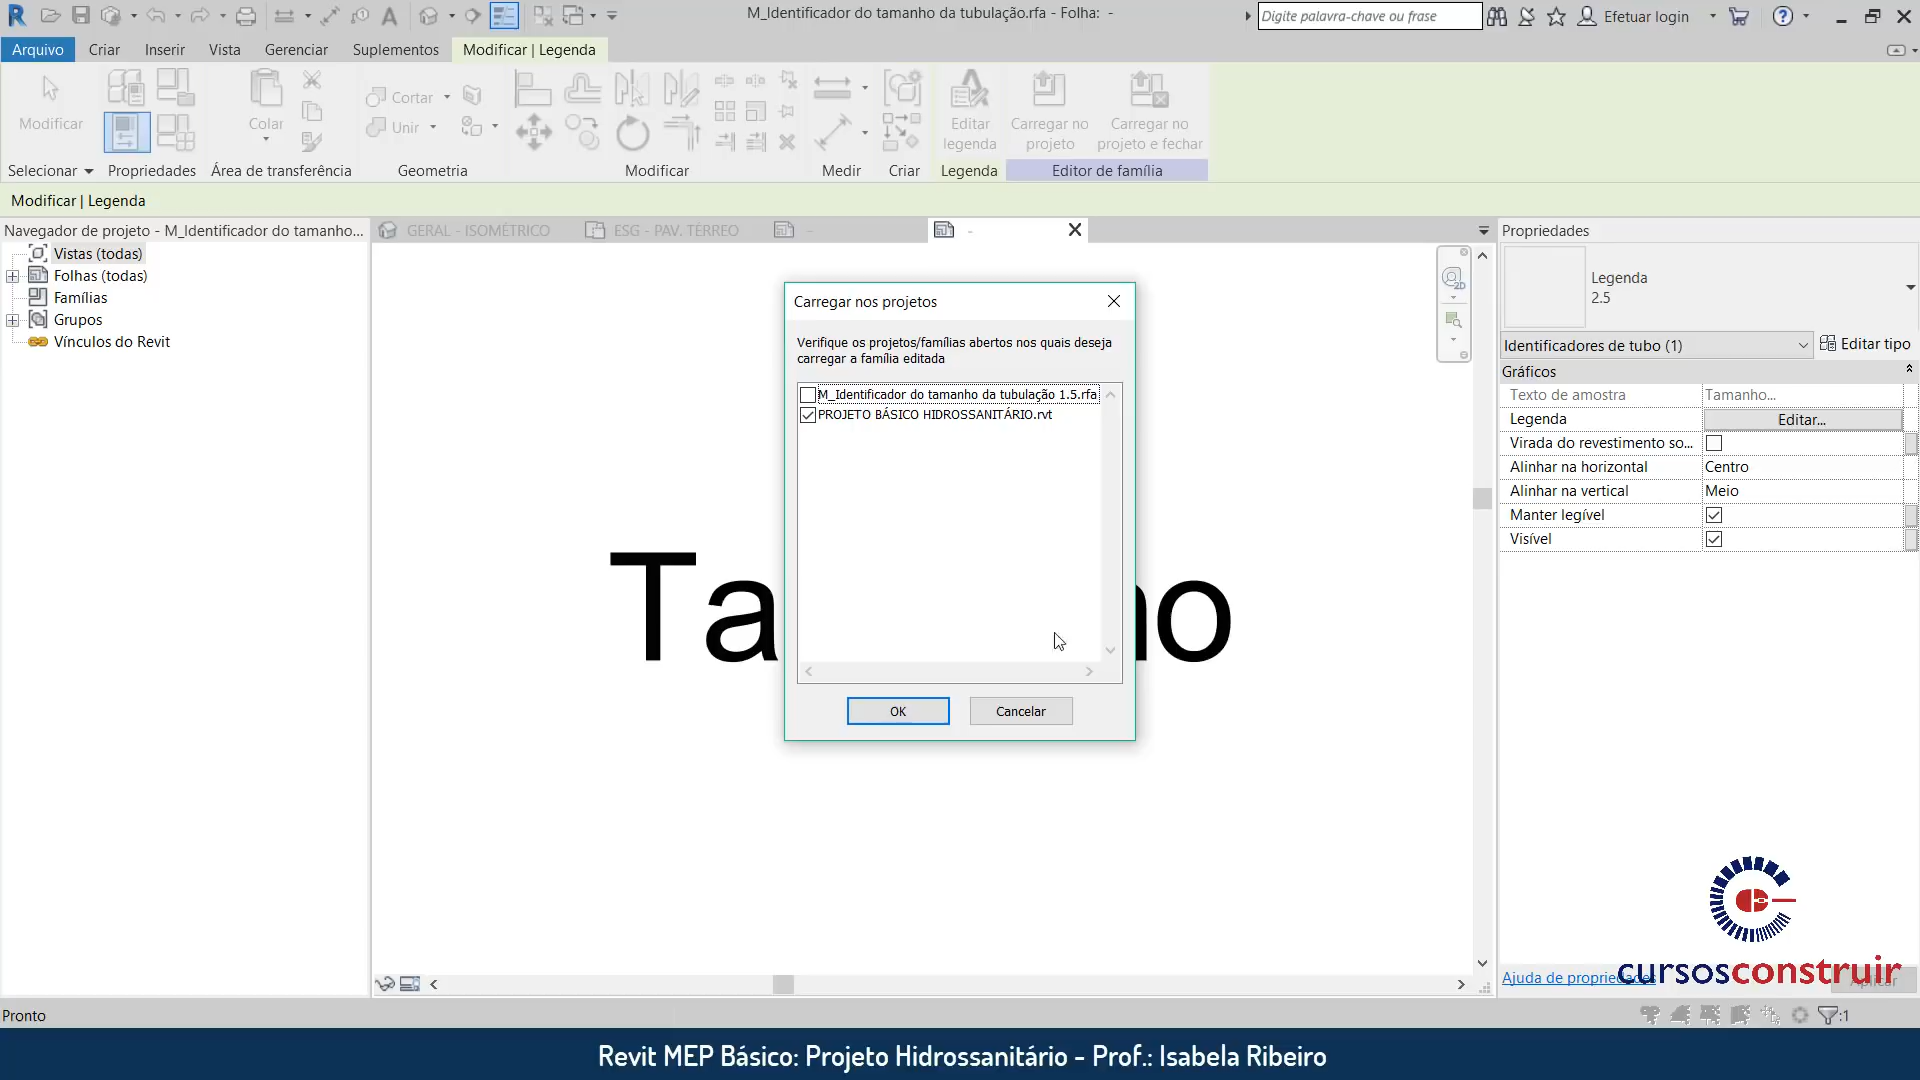 M_Identificador do tamanho da tubulação.rfa - Folha: -
Digite palavra-chave ou frase
Efetuar login
Arquivo
Criar
Inserir
Vista
Gerenciar
Suplementos
Modificar | Legenda
Modificar
Colar
Cortar
Unir
Editar legenda
Carregar no projeto
Carregar no projeto e fechar
Selecionar
Propriedades
Área de transferência
Geometria
Modificar
Medir
Criar
Legenda
Editor de família
Modificar | Legenda
Navegador de projeto - M_Identificador do tamanho...
Vistas (todas)
Folhas (todas)
Famílias
Grupos
Vínculos do Revit
GERAL - ISOMÉTRICO
ESG - PAV. TÉRREO
-
-
Carregar nos projetos
Verifique os projetos/famílias abertos nos quais deseja
carregar a família editada
M_Identificador do tamanho da tubulação 1.5.rfa
PROJETO BÁSICO HIDROSSANITÁRIO.rvt
OK
Cancelar
Propriedades
Legenda
2.5
Identificadores de tubo (1)
Editar tipo
Gráficos
Texto de amostra
Tamanho...
Legenda
Editar...
Virada do revestimento so...
Alinhar na horizontal
Centro
Alinhar na vertical
Meio
Manter legível
Visível
cursosconstruir
Pronto
:1
Revit MEP Básico: Projeto Hidrossanitário - Prof.: Isabela Ribeiro